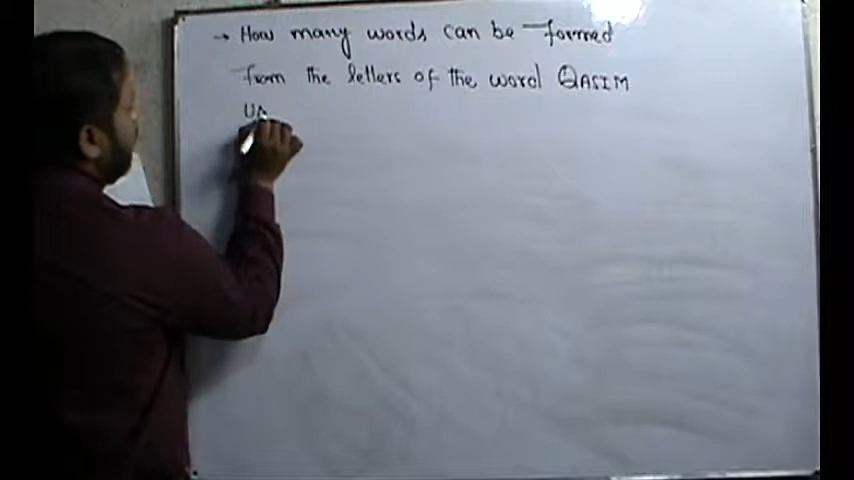 → How many words can be formed
from the letters of the word QASIM